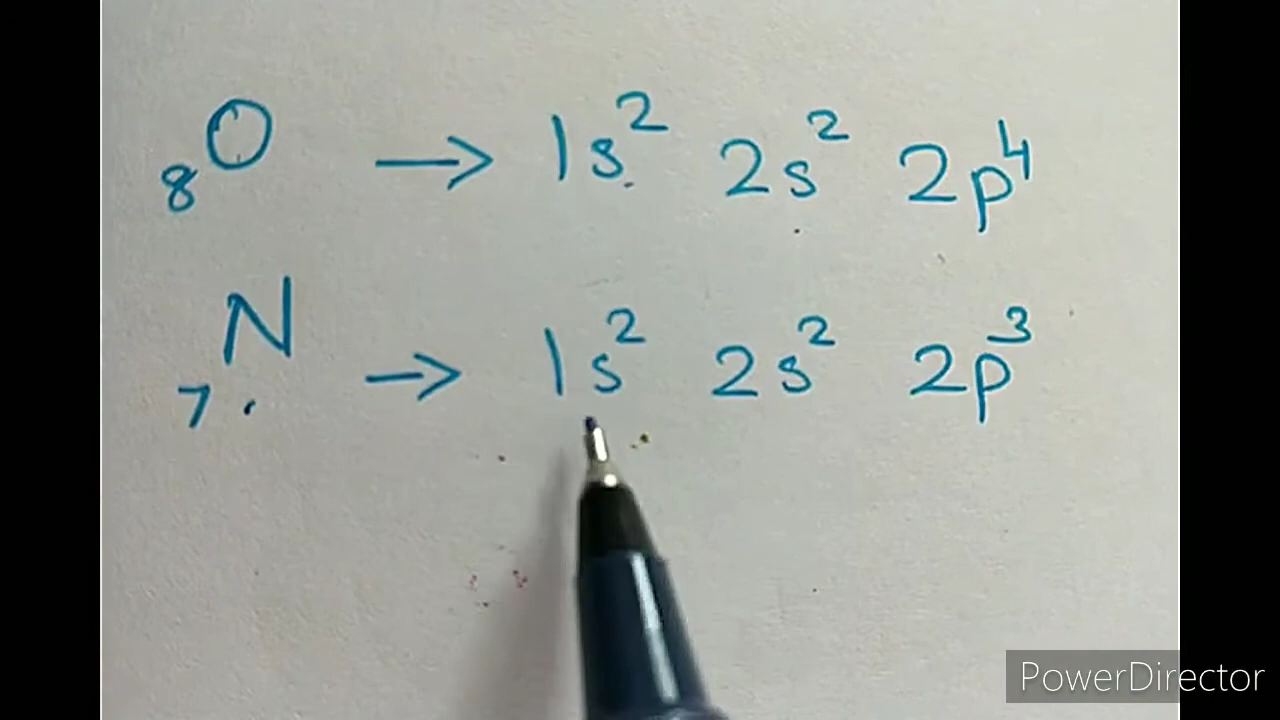 ₈O → 1s² 2s² 2p⁴
₇N → 1s² 2s² 2p³
PowerDirector